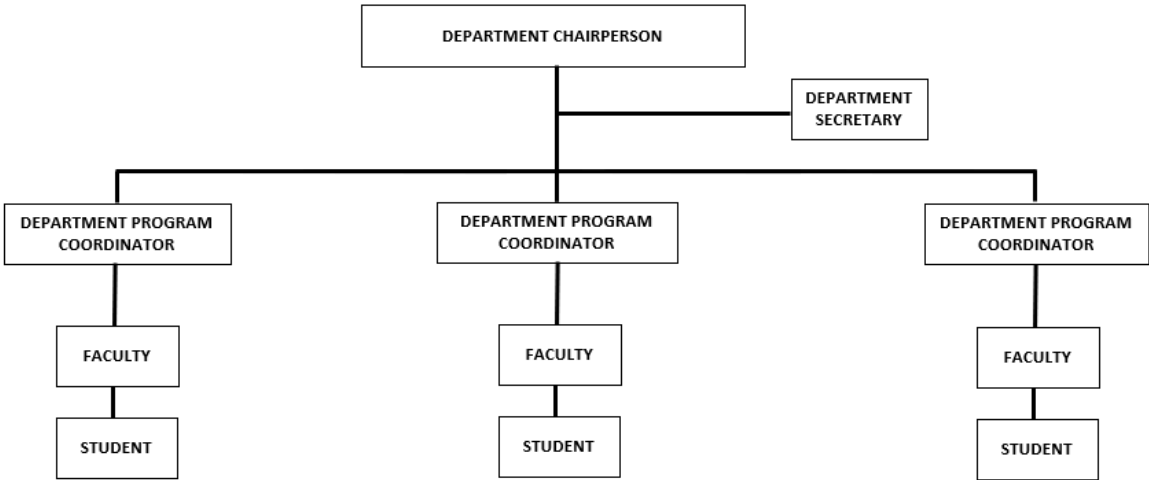 DEPARTMENT CHAIRPERSON
DEPARTMENT
SECRETARY
DEPARTMENT PROGRAM
COORDINATOR
DEPARTMENT PROGRAM
COORDINATOR
DEPARTMENT PROGRAM
COORDINATOR
FACULTY
FACULTY
FACULTY
STUDENT
STUDENT
STUDENT